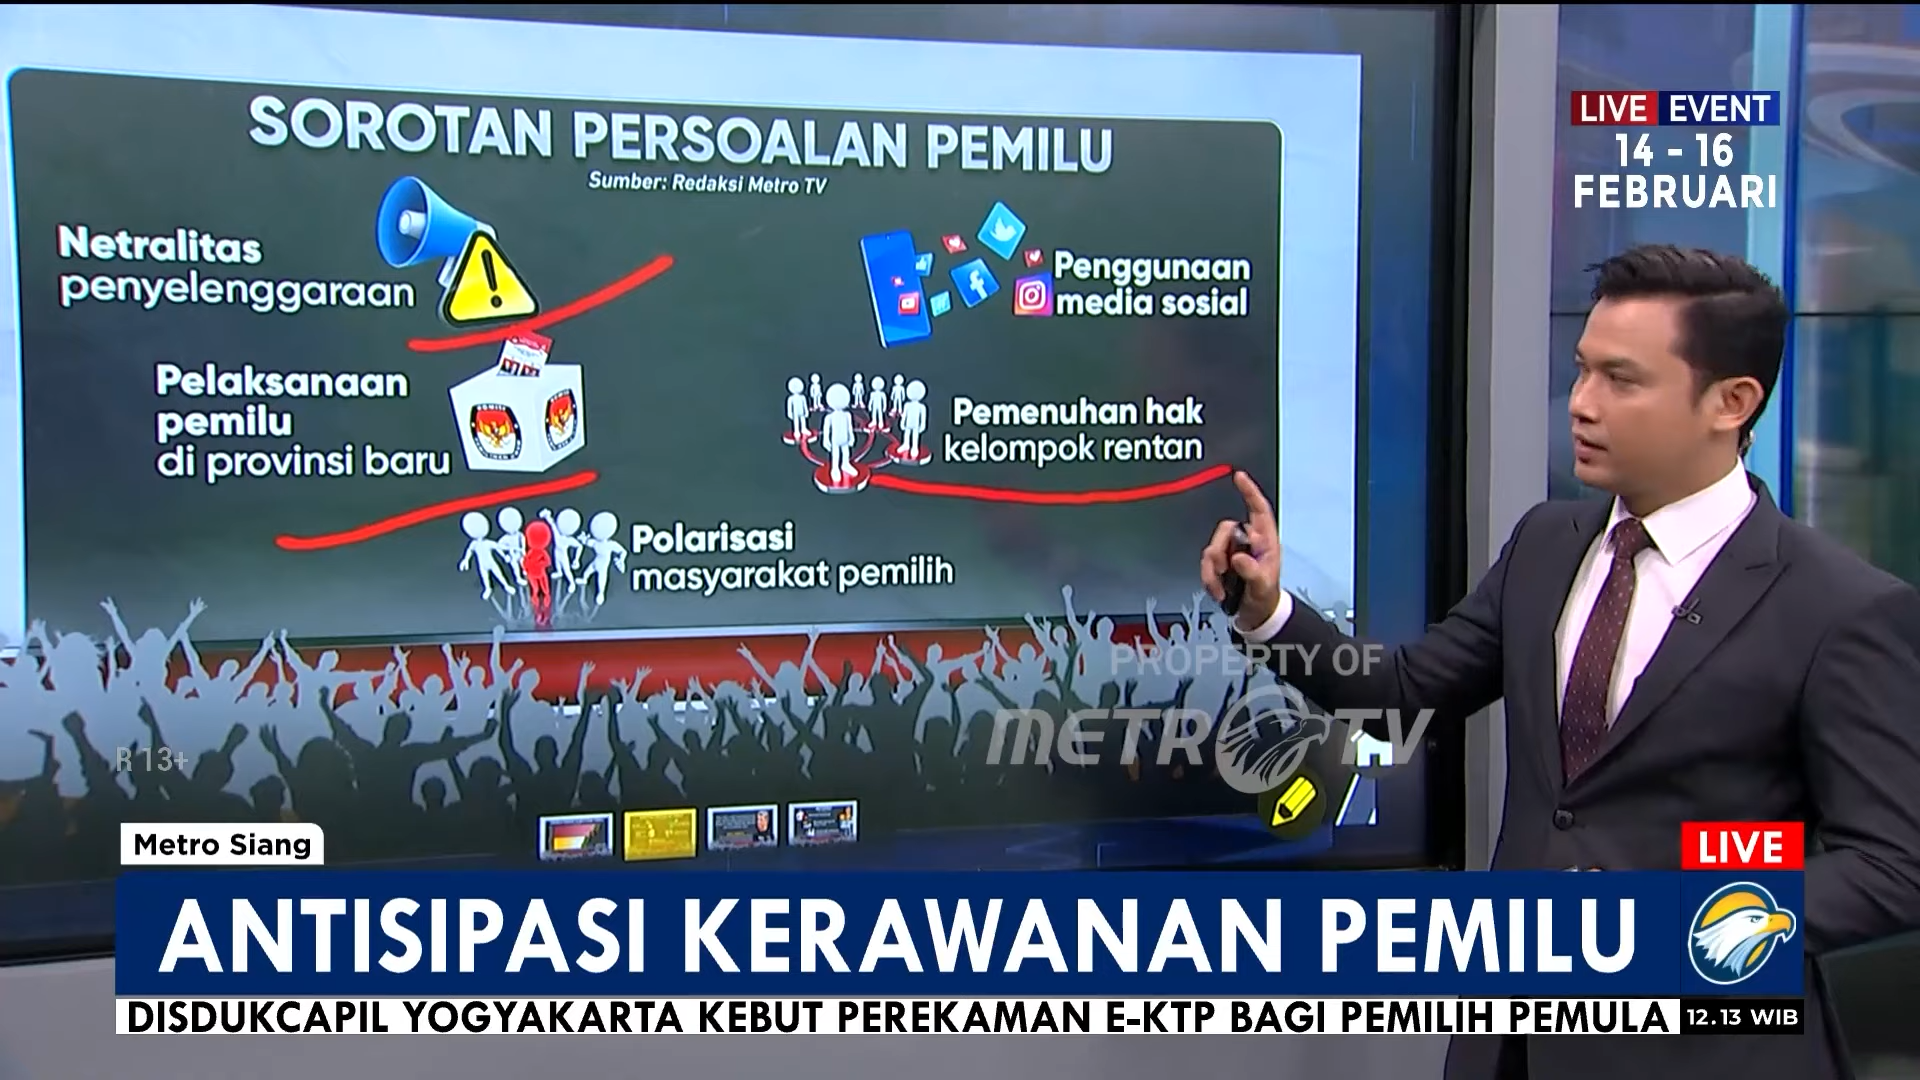 SOROTAN PERSOALAN PEMILU
Sumber: Redaksi Metro TV
Netralitas
penyelenggaraan
Pelaksanaan
pemilu
di provinsi baru
Polarisasi
masyarakat pemilih
Penggunaan
media sosial
Pemenuhan hak
kelompok rentan
LIVE EVENT
14 - 16
FEBRUARI
PROPERTY OF
METRO TV
R 13+
Metro Siang
LIVE
ANTISIPASI KERAWANAN PEMILU
DISDUKCAPIL YOGYAKARTA KEBUT PEREKAMAN E-KTP BAGI PEMILIH PEMULA
12.13 WIB